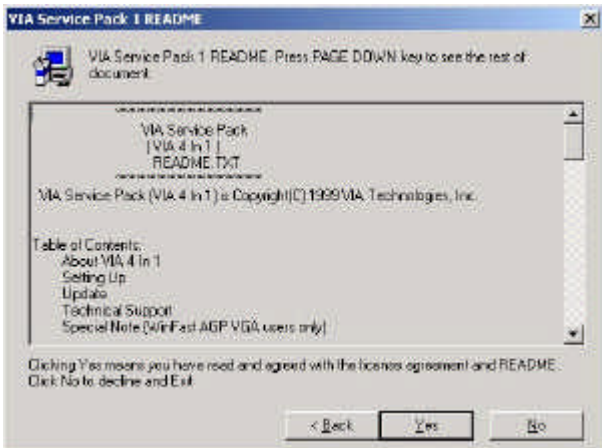 VIA Service Pack 1 README
VIA Service Pack 1 README. Press PAGE DOWN key to see the rest of
document.
VIA Service Pack
[ VIA 4 In 1 ]
README.TXT
VIA Service Pack (VIA 4 In 1) is Copyright(C) 1999 VIA Technologies, Inc.
Table of Contents:
About VIA 4 In 1
Setting Up
Update
Technical Support
Special Note (WinFast AGP VGA users only)
Clicking Yes means you have read and agreed with the license agreement and README.
Click No to decline and Exit
< Back
Yes
No